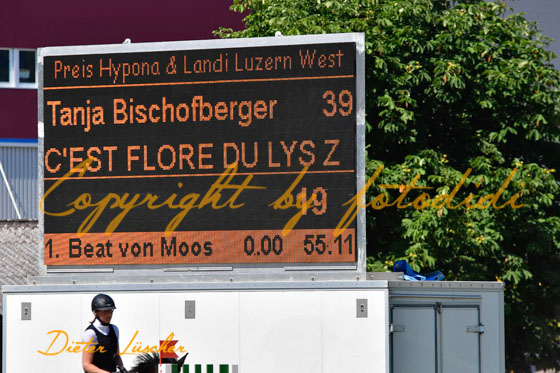 Preis Hypona & Landi Luzern West
Tanja Bischofberger 39
C'EST FLORE DU LYS Z
49
1. Beat von Moos 0.00 55.11
Copyright by fotodidi
Dieter Lüscher